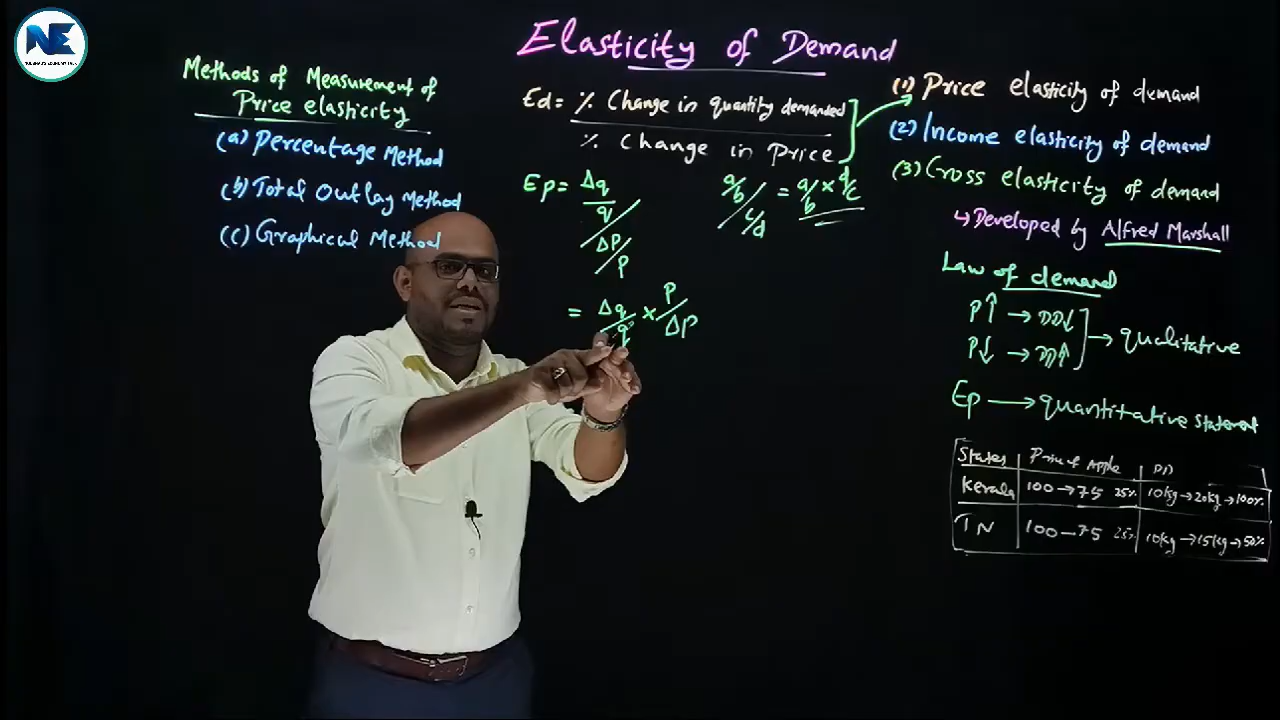 NE
Elasticity of Demand
Methods of Measurement of
Price elasticity
(a) Percentage Method
(b) Total Outlay Method
(c) Graphical Method
Ed = % Change in quantity demanded
% Change in Price
Ep = Δq
q
ΔP
P
a/b / c/d = a/b × d/c
= Δq/q × P/ΔP
(1) Price elasticity of demand
(2) Income elasticity of demand
(3) Cross elasticity of demand
↳ Developed by Alfred Marshall
Law of demand
P↑ → DD↓
P↓ → DD↑
→ qualitative
Ep → quantitative statement
States | Price of Apple | DD
Kerala | 100 → 75 25% | 10kg → 20kg → 100%
TN | 100 → 75 25% | 10kg → 15kg → 50%